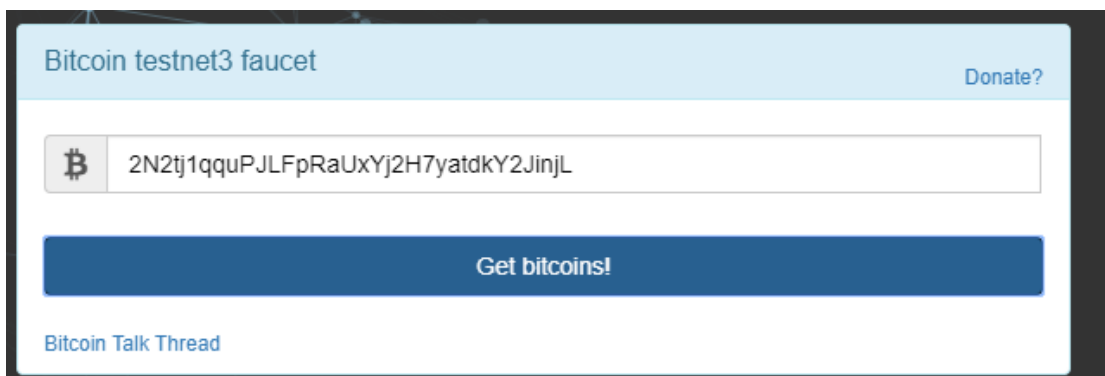 Bitcoin testnet3 faucet
Donate?
2N2tj1qquPJLFpRaUxYj2H7yatdkY2JinjL
Get bitcoins!
Bitcoin Talk Thread